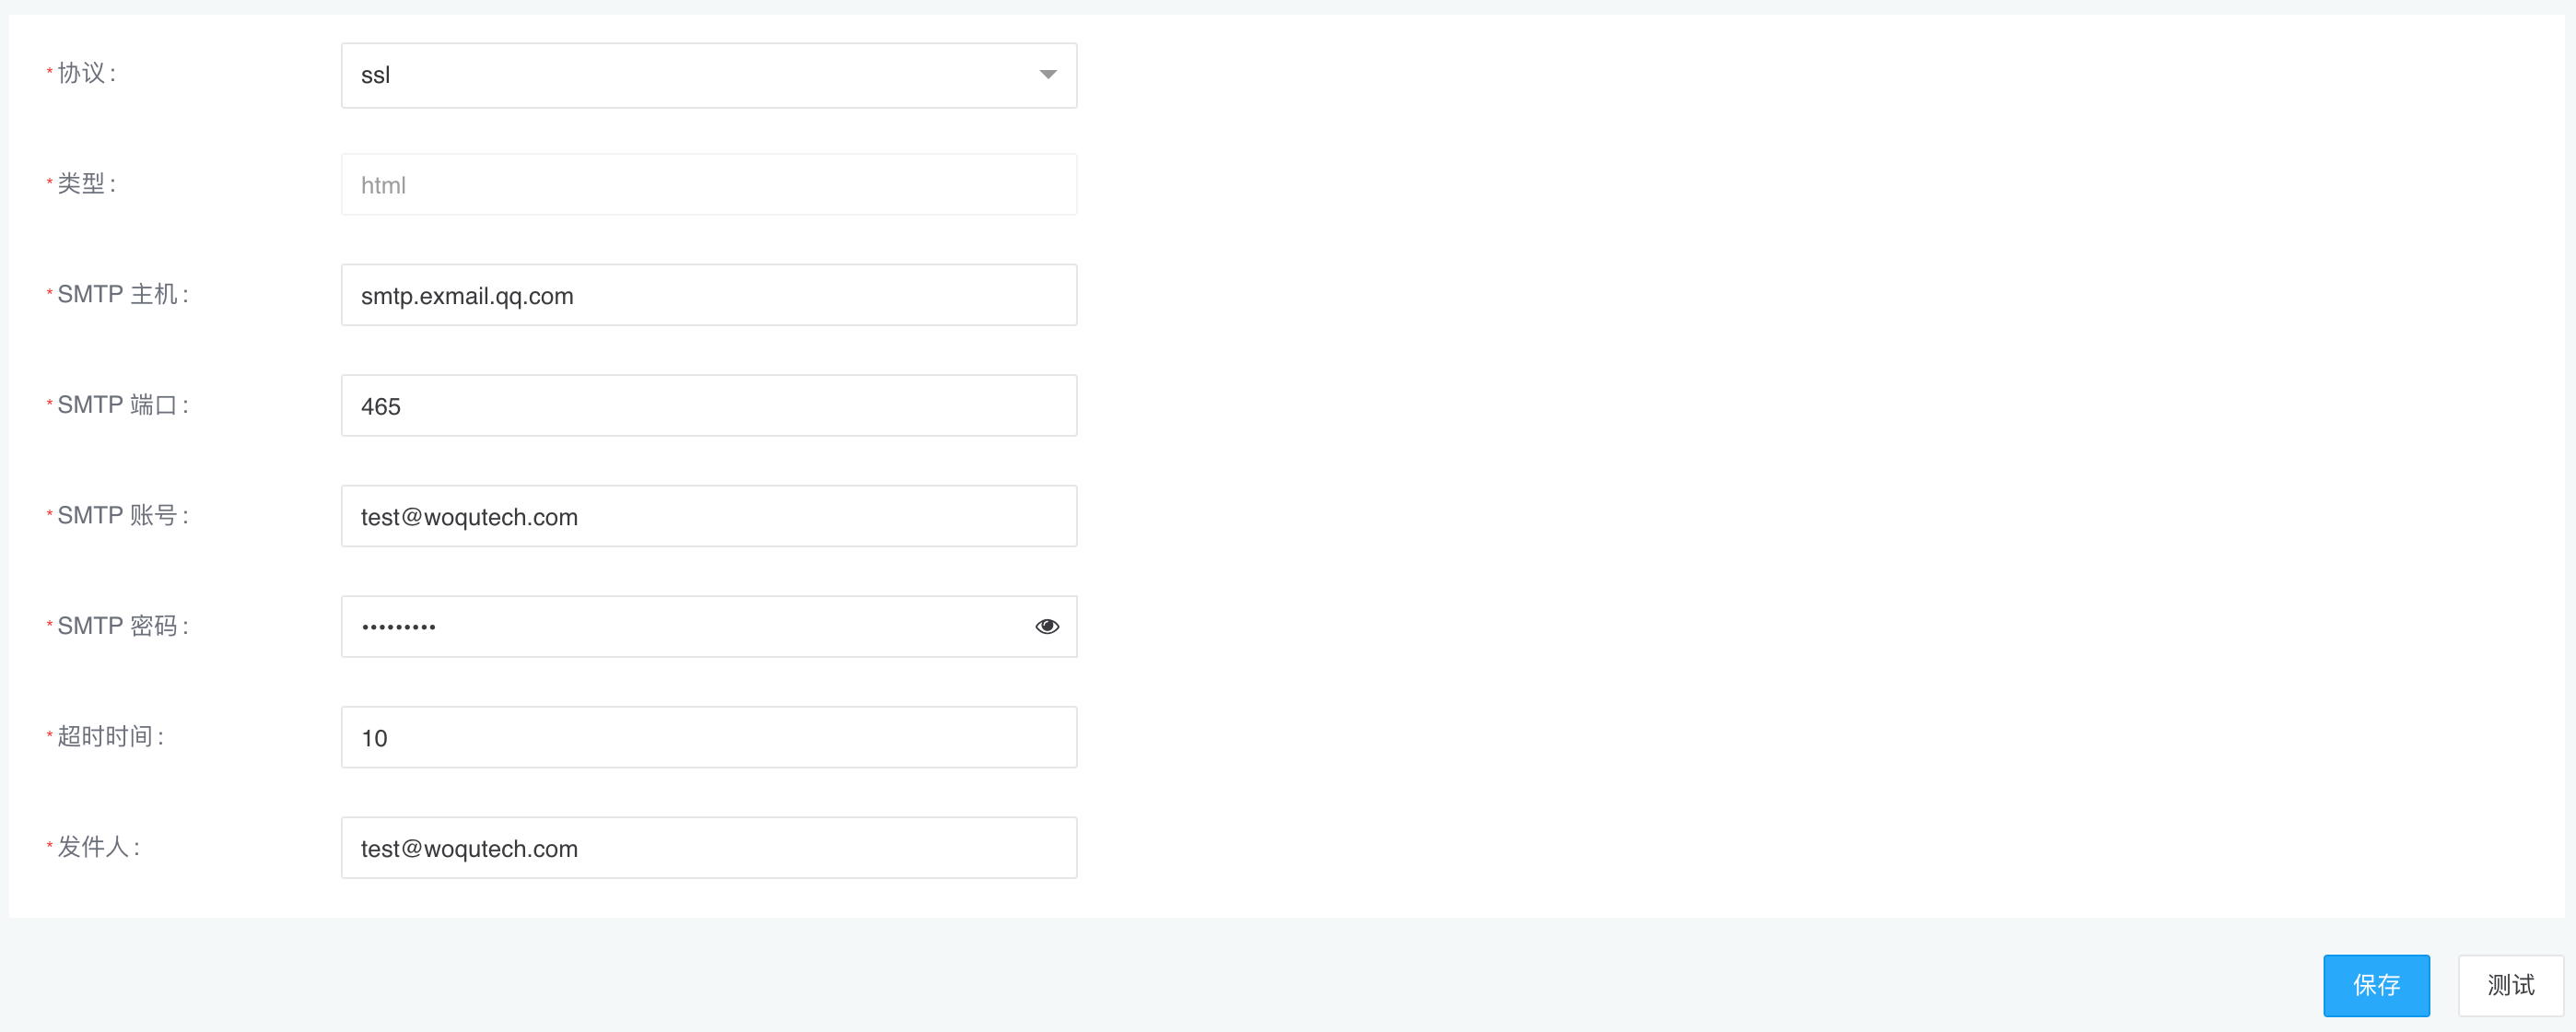 * 协议 : ssl
* 类型 : html
* SMTP 主机 : smtp.exmail.qq.com
* SMTP 端口 : 465
* SMTP 账号 : test@woqutech.com
* SMTP 密码 : •••••••••
* 超时时间 : 10
* 发件人 : test@woqutech.com
保存 测试